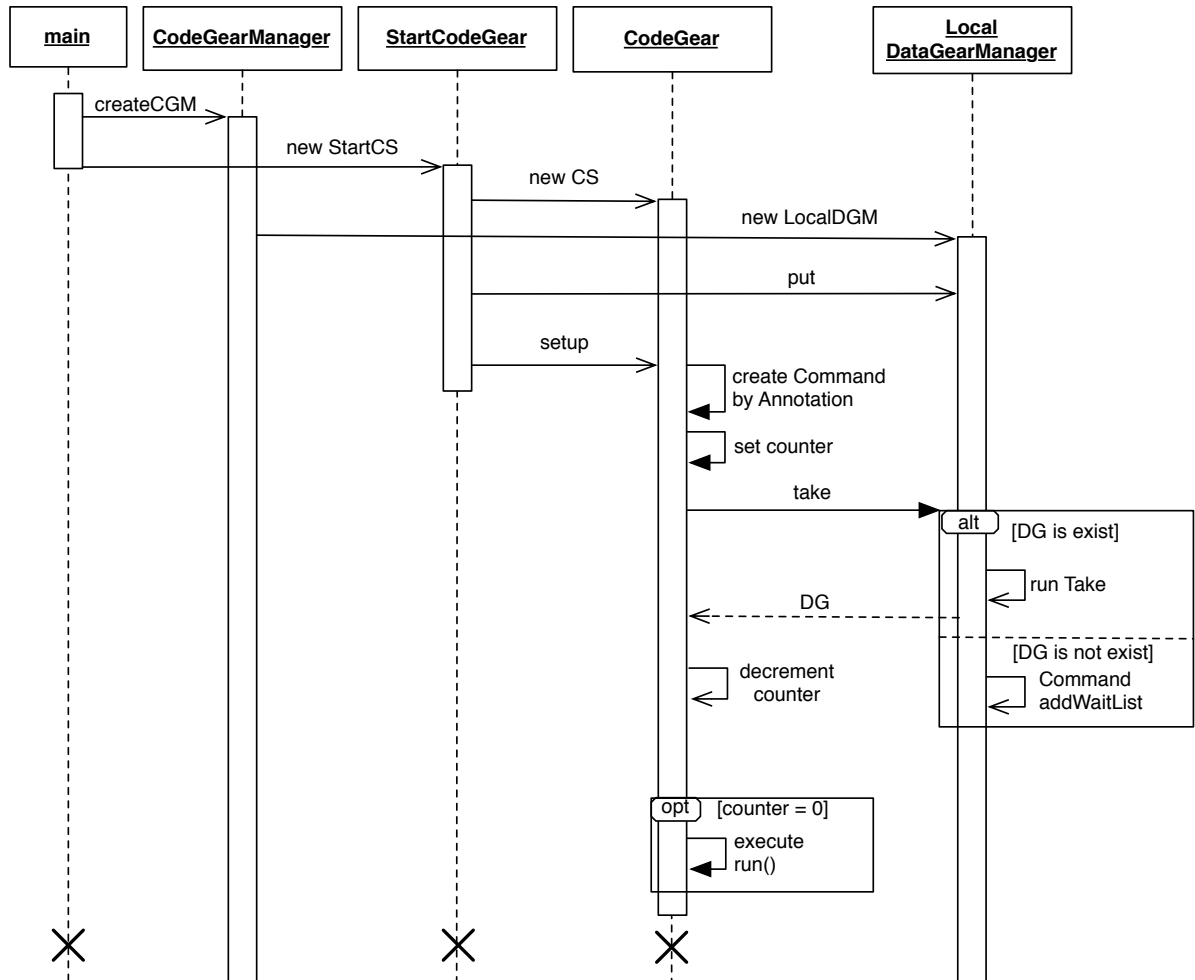 main
CodeGearManager
StartCodeGear
CodeGear
Local
DataGearManager
createCGM
new StartCS
new CS
new LocalDGM
put
setup
create Command
by Annotation
set counter
take
alt
[DG is exist]
run Take
DG
[DG is not exist]
decrement
counter
Command
addWaitList
opt
[counter = 0]
execute
run()